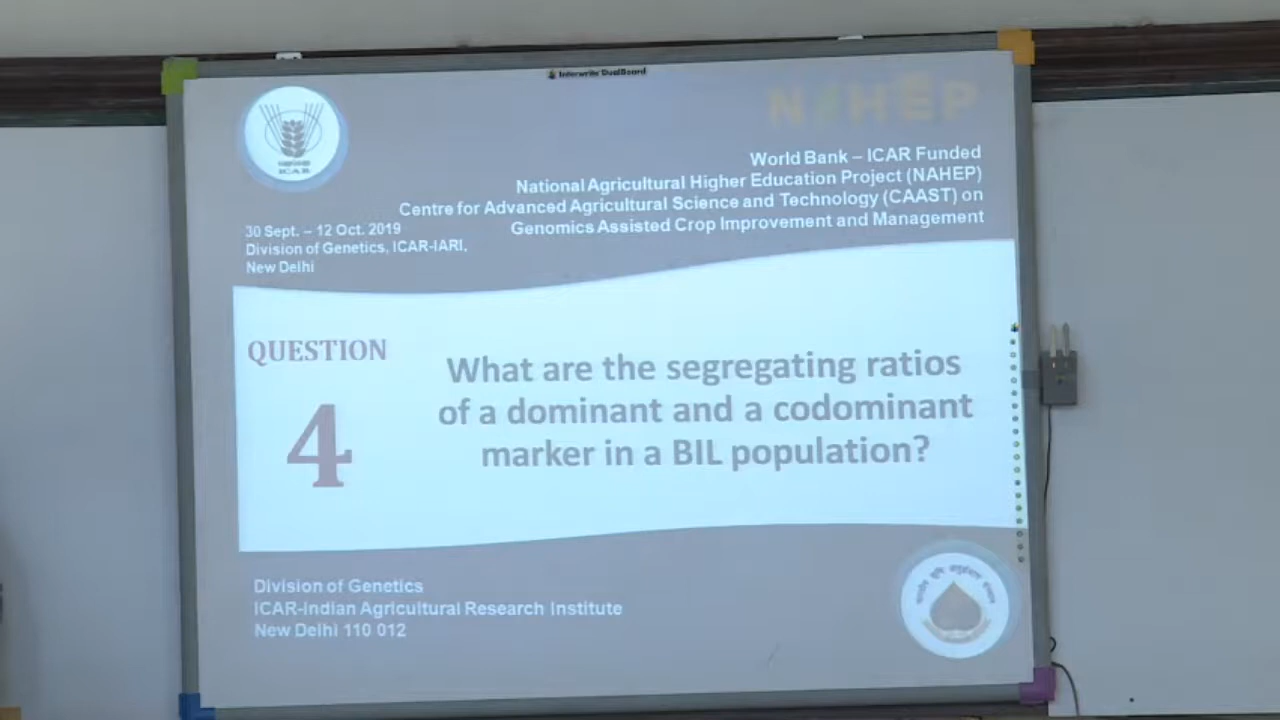 Interwrite DualBoard
NAHEP
ICAR
World Bank – ICAR Funded
National Agricultural Higher Education Project (NAHEP)
Centre for Advanced Agricultural Science and Technology (CAAST) on
Genomics Assisted Crop Improvement and Management
30 Sept. – 12 Oct. 2019
Division of Genetics, ICAR-IARI,
New Delhi
QUESTION
4
What are the segregating ratios
of a dominant and a codominant
marker in a BIL population?
Division of Genetics
ICAR-Indian Agricultural Research Institute
New Delhi 110 012